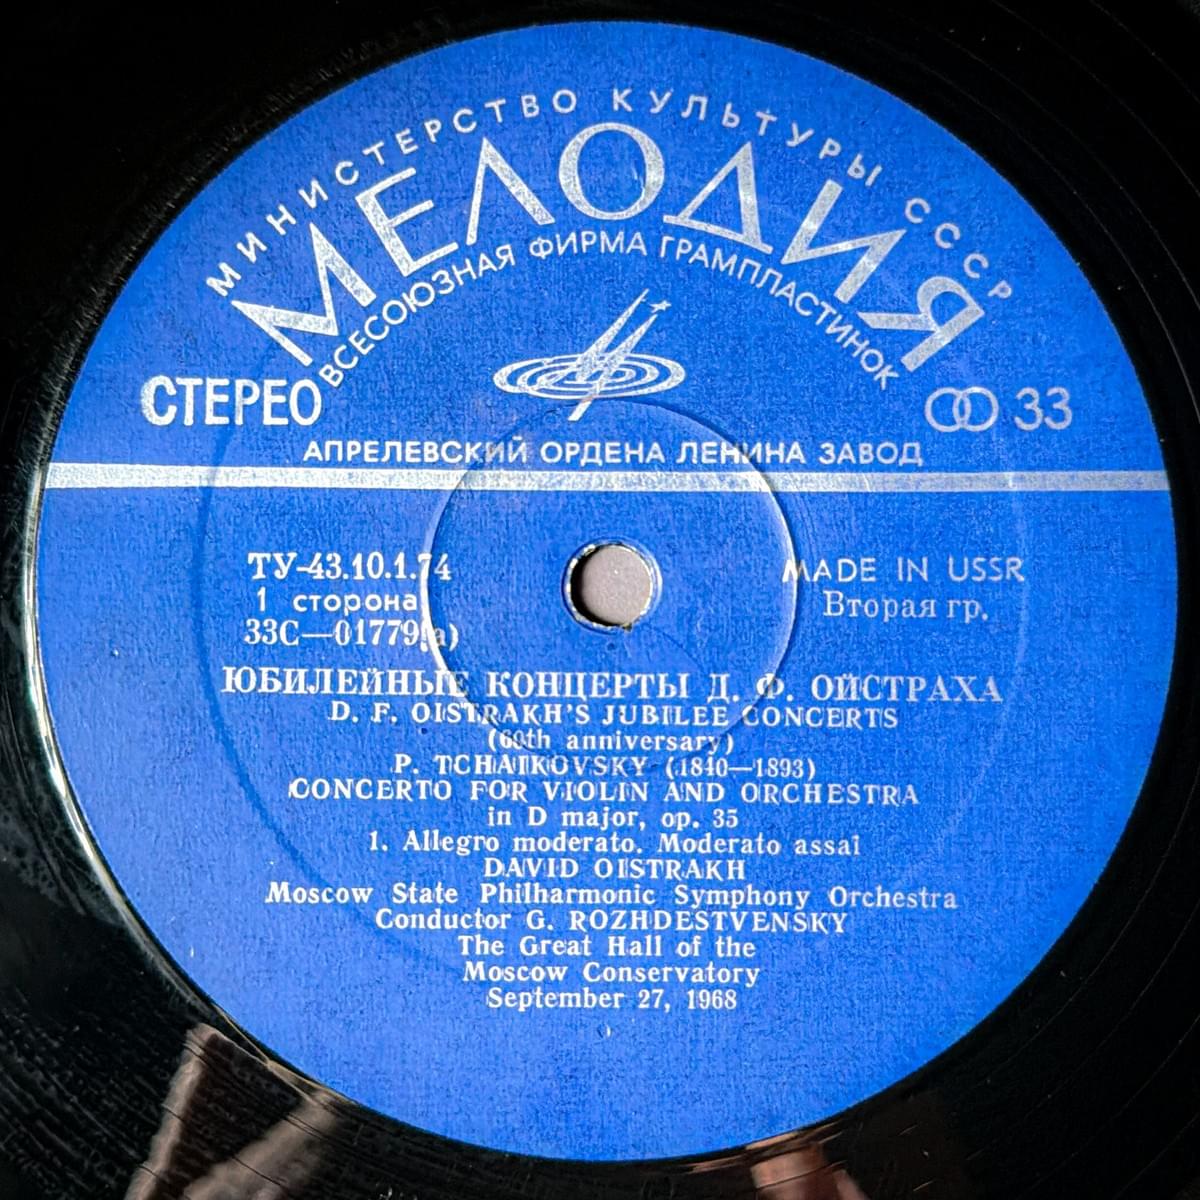 МИНИСТЕРСТВО КУЛЬТУРЫ СССР
МЕЛОДИЯ
ВСЕСОЮЗНАЯ ФИРМА ГРАМПЛАСТИНОК
СТЕРЕО
33
АПРЕЛЕВСКИЙ ОРДЕНА ЛЕНИНА ЗАВОД
ТУ-43.10.1.74
1 сторона
33С—01779(а)
MADE IN USSR
Вторая гр.
ЮБИЛЕЙНЫЕ КОНЦЕРТЫ Д. Ф. ОЙСТРАХА
D. F. OISTRAKH'S JUBILEE CONCERTS
(60th anniversary)
P. TCHAIKOVSKY (1840—1893)
CONCERTO FOR VIOLIN AND ORCHESTRA
in D major, op. 35
1. Allegro moderato. Moderato assai
DAVID OISTRAKH
Moscow State Philharmonic Symphony Orchestra
Conductor G. ROZHDESTVENSKY
The Great Hall of the
Moscow Conservatory
September 27, 1968